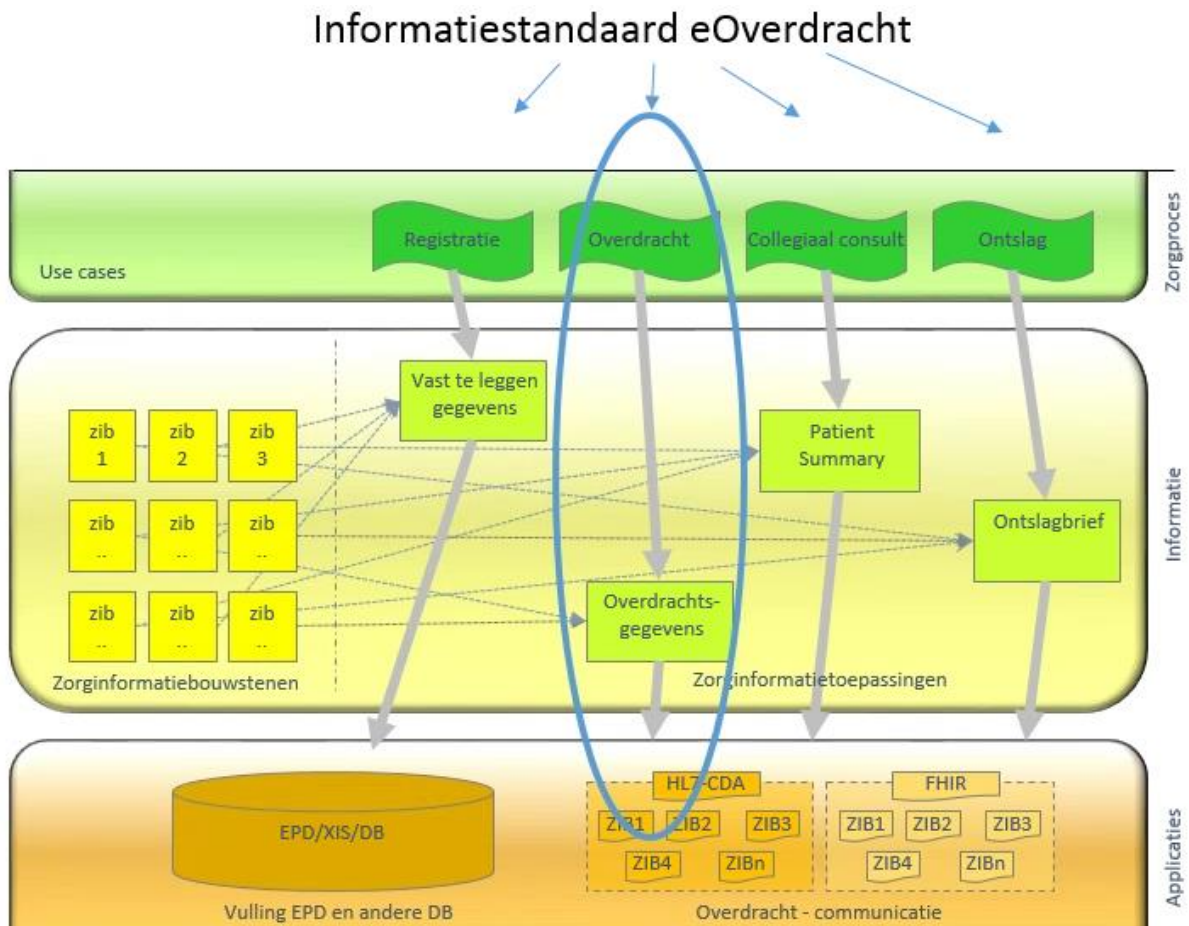 Informatiestandaard eOverdracht
Registratie
Overdracht
Collegiaal consult
Ontslag
Use cases
Zorgproces
Vast te leggen
gegevens
zib
1
zib
2
zib
3
Patient
Summary
zib
..
zib
..
zib
..
Ontslagbrief
Informatie
zib
..
zib
..
zib
..
Overdrachts-
gegevens
Zorginformatiebouwstenen
Zorginformatietoepassingen
EPD/XIS/DB
HL7-CDA
ZIB1
ZIB2
ZIB3
ZIB4
ZIBn
FHIR
ZIB1
ZIB2
ZIB3
ZIB4
ZIBn
Vulling EPD en andere DB
Overdracht - communicatie
Applicaties